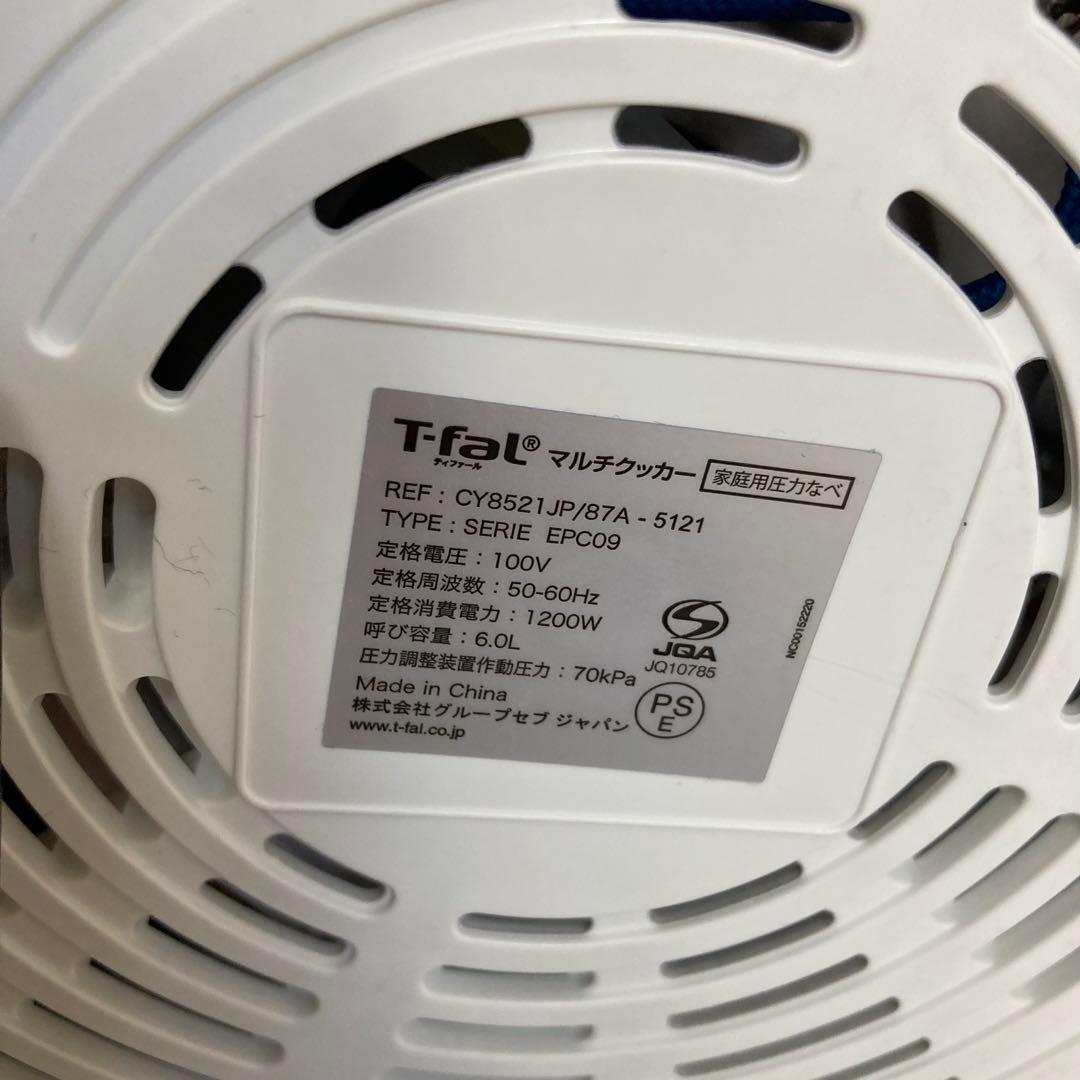 T-fal® マルチクッカー 家庭用圧力なべ
ティファール
REF : CY8521JP/87A - 5121
TYPE : SERIE EPC09
定格電圧 : 100V
定格周波数 : 50-60Hz
定格消費電力 : 1200W
呼び容量 : 6.0L
圧力調整装置作動圧力 : 70kPa
Made in China
株式会社グループセブ ジャパン
www.t-fal.co.jp
JQA
JQ10785
PS
E
NC00152220